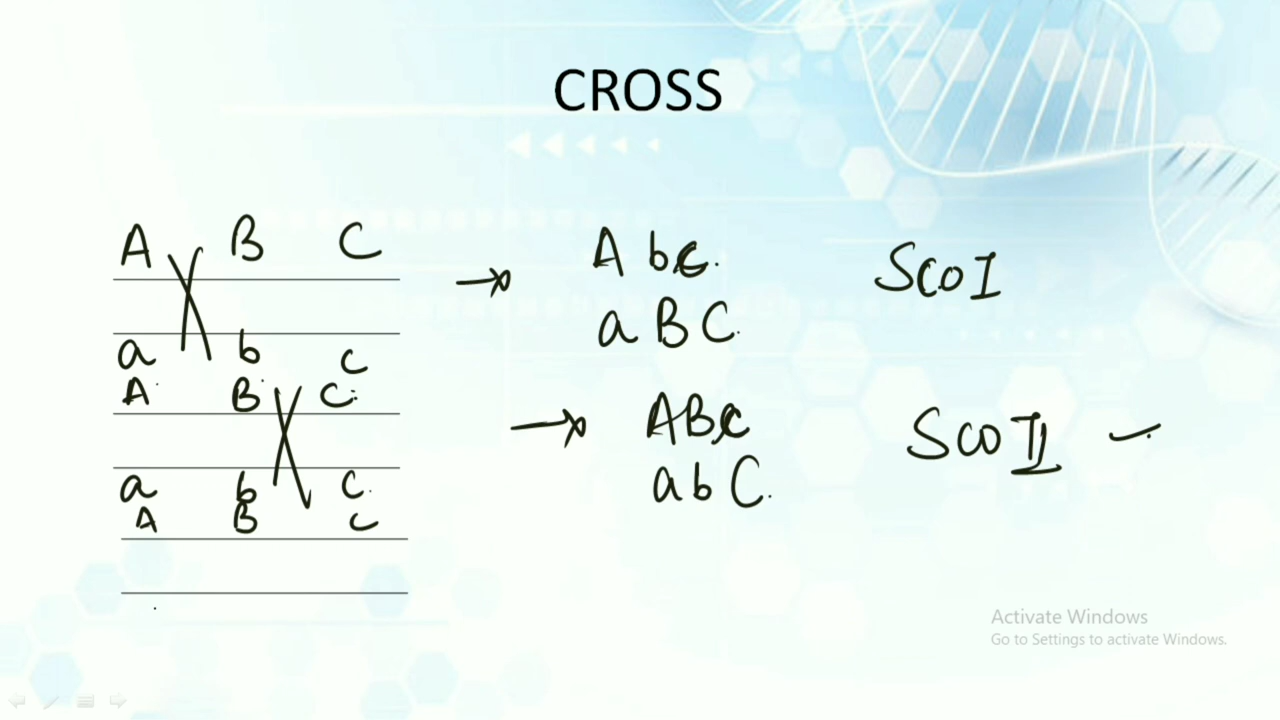 CROSS
A B C
a b c
→ A b c
a B C
SCO I
A B C
a b c
→ A B c
a b C
SCO II
A B C
Activate Windows
Go to Settings to activate Windows.